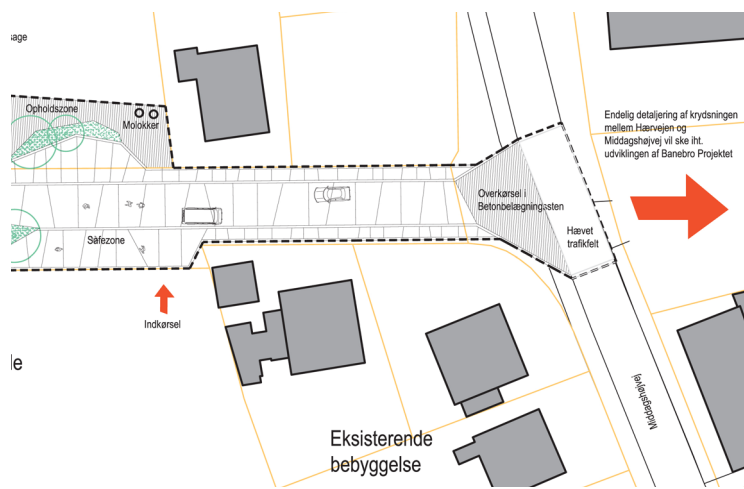 sage
Opholdszone
Molokker
Endelig detaljering af krydsningen
mellem Hærvejen og
Middagshøjvej vil ske iht.
udviklingen af Banebro Projektet
Overkørsel i
Betonbelægningssten
Hævet
trafikfelt
Safezone
Indkørsel
de
Middagshøjvej
Eksisterende
bebyggelse